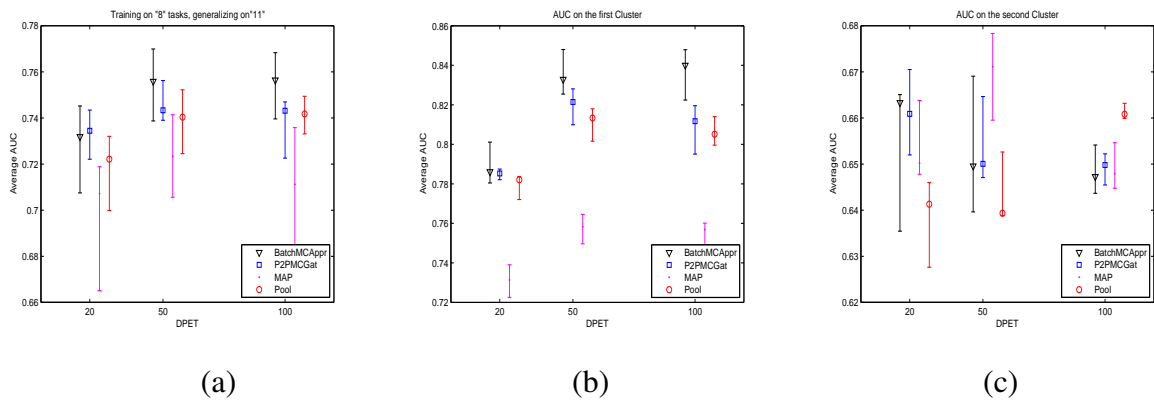 Training on "8" tasks, generalizing on"11"
0.78
0.76
0.74
0.72
0.7
0.68
0.66
Average AUC
20
50
100
DPET
BatchMCAppr
P2PMCGat
MAP
Pool
(a)
AUC on the first Cluster
0.86
0.84
0.82
0.8
0.78
0.76
0.74
0.72
Average AUC
20
50
100
DPET
BatchMCAppr
P2PMCGat
MAP
Pool
(b)
AUC on the second Cluster
0.68
0.67
0.66
0.65
0.64
0.63
0.62
Average AUC
20
50
100
DPET
BatchMCAppr
P2PMCGat
MAP
Pool
(c)